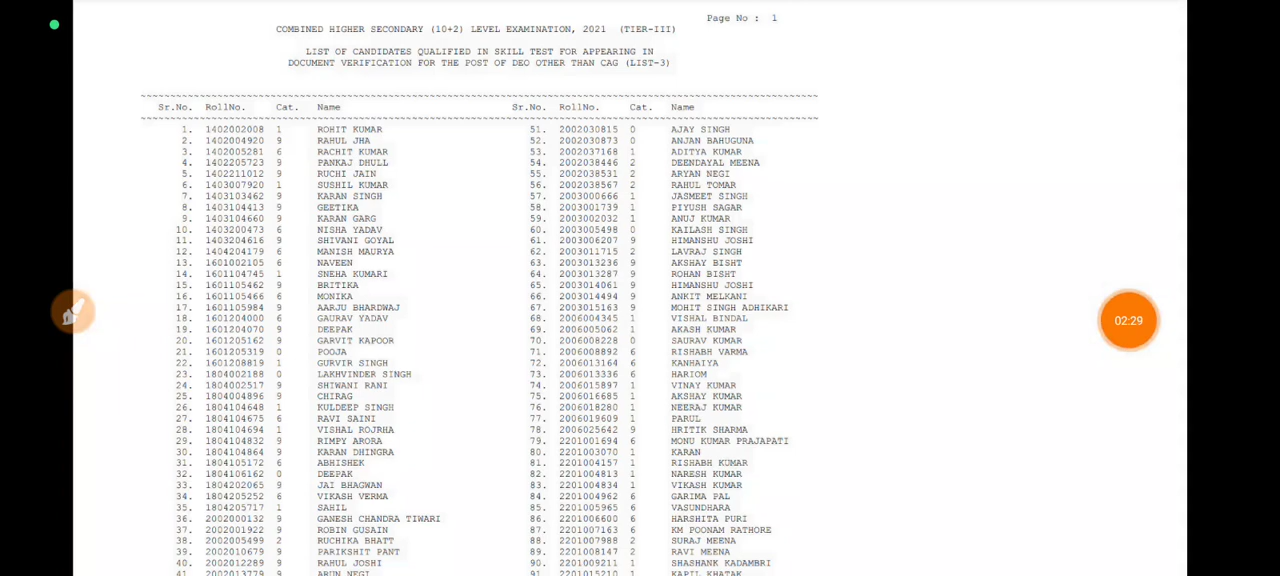 Page No :  1
COMBINED HIGHER SECONDARY (10+2) LEVEL EXAMINATION, 2021  (TIER-III)
LIST OF CANDIDATES QUALIFIED IN SKILL TEST FOR APPEARING IN
DOCUMENT VERIFICATION FOR THE POST OF DEO OTHER THAN CAG (LIST-3)
Sr.No.  RollNo.  Cat.  Name  Sr.No.  RollNo.  Cat.  Name
1.  1402002008  1  ROHIT KUMAR  51.  2002030815  0  AJAY SINGH
2.  1402004920  9  RAHUL JHA  52.  2002030873  0  ANJAN BAHUGUNA
3.  1402005281  6  RACHIT KUMAR  53.  2002037168  1  ADITYA KUMAR
4.  1402205723  9  PANKAJ DHULL  54.  2002038446  2  DEENDAYAL MEENA
5.  1402211012  9  RUCHI JAIN  55.  2002038531  2  ARYAN NEGI
6.  1403007920  1  SUSHIL KUMAR  56.  2002038567  2  RAHUL TOMAR
7.  1403103462  9  KARAN SINGH  57.  2003000666  1  JASMEET SINGH
8.  1403104413  9  GEETIKA  58.  2003001739  1  PIYUSH SAGAR
9.  1403104660  9  KARAN GARG  59.  2003002032  1  ANUJ KUMAR
10.  1403200473  6  NISHA YADAV  60.  2003005498  0  KAILASH SINGH
11.  1403204616  9  SHIVANI GOYAL  61.  2003006207  9  HIMANSHU JOSHI
12.  1404204179  6  MANISH MAURYA  62.  2003011715  2  LAVRAJ SINGH
13.  1601002105  6  NAVEEN  63.  2003013236  9  AKSHAY BISHT
14.  1601104745  1  SNEHA KUMARI  64.  2003013287  9  ROHAN BISHT
15.  1601105462  9  BRITIKA  65.  2003014061  9  HIMANSHU JOSHI
16.  1601105466  6  MONIKA  66.  2003014494  9  ANKIT MELKANI
17.  1601105984  9  AARJU BHARDWAJ  67.  2003015163  9  MOHIT SINGH ADHIKARI
18.  1601204000  6  GAURAV YADAV  68.  2006004345  1  VISHAL BINDAL
19.  1601204070  9  DEEPAK  69.  2006005062  1  AKASH KUMAR
20.  1601205162  9  GARVIT KAPOOR  70.  2006008228  0  SAURAV KUMAR
21.  1601205319  0  POOJA  71.  2006008892  6  RISHABH VARMA
22.  1601208819  1  GURVIR SINGH  72.  2006013164  6  KANHAIYA
23.  1804002188  0  LAKHVINDER SINGH  73.  2006013336  6  HARIOM
24.  1804002517  9  SHIWANI RANI  74.  2006015897  1  VINAY KUMAR
25.  1804004896  9  CHIRAG  75.  2006016685  1  AKSHAY KUMAR
26.  1804104648  1  KULDEEP SINGH  76.  2006018280  1  NEERAJ KUMAR
27.  1804104675  6  RAVI SAINI  77.  2006019609  1  PARUL
28.  1804104694  1  VISHAL ROJRHA  78.  2006025642  9  HRITIK SHARMA
29.  1804104832  9  RIMPY ARORA  79.  2201001694  6  MONU KUMAR PRAJAPATI
30.  1804104864  9  KARAN DHINGRA  80.  2201003070  1  KARAN
31.  1804105172  6  ABHISHEK  81.  2201004157  1  RISHABH KUMAR
32.  1804106162  0  DEEPAK  82.  2201004813  1  NARESH KUMAR
33.  1804202065  9  JAI BHAGWAN  83.  2201004834  1  VIKASH KUMAR
34.  1804205252  6  VIKASH VERMA  84.  2201004962  6  GARIMA PAL
35.  1804205717  1  SAHIL  85.  2201005965  6  VASUNDHARA
36.  2002000132  9  GANESH CHANDRA TIWARI  86.  2201006600  6  HARSHITA PURI
37.  2002001922  9  ROBIN GUSAIN  87.  2201007163  6  KM POONAM RATHORE
38.  2002005499  2  RUCHIKA BHATT  88.  2201007988  2  SURAJ MEENA
39.  2002010679  9  PARIKSHIT PANT  89.  2201008147  2  RAVI MEENA
40.  2002012289  9  RAHUL JOSHI  90.  2201009211  1  SHASHANK KADAMBRI
41.  2002013779  9  ARUN NEGI  91.  2201015210  1  KAPIL KHATAK
02:29